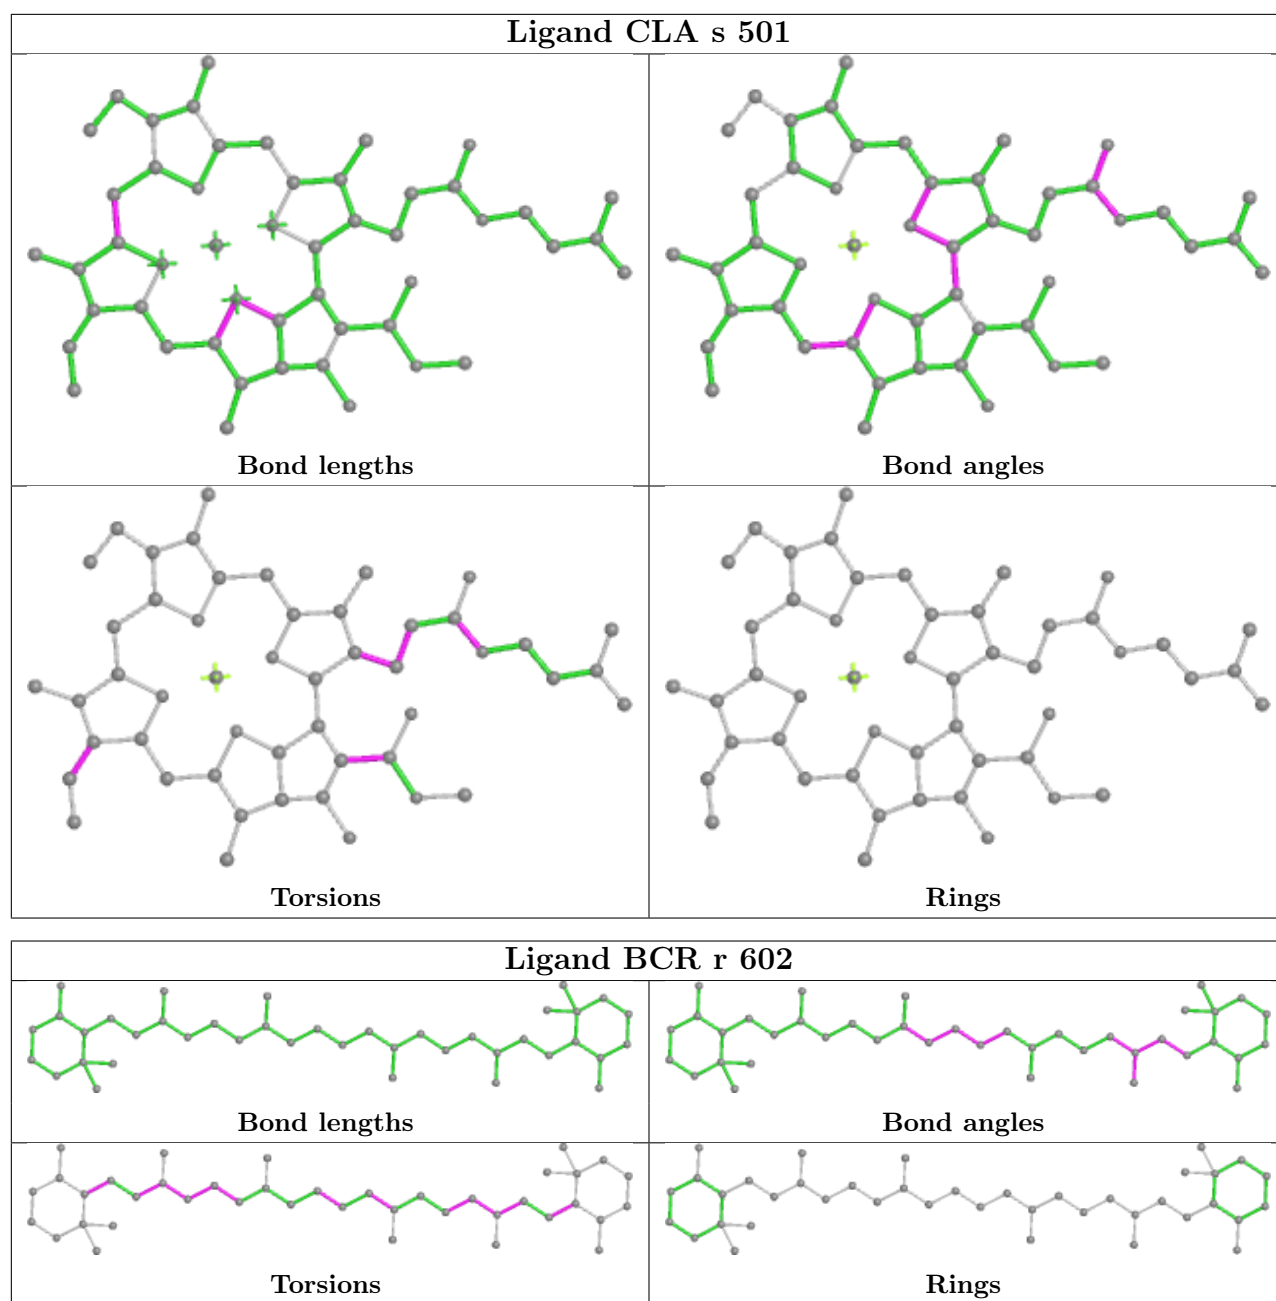 Ligand CLA s 501
Bond lengths
Bond angles
Torsions
Rings
Ligand BCR r 602
Bond lengths
Bond angles
Torsions
Rings